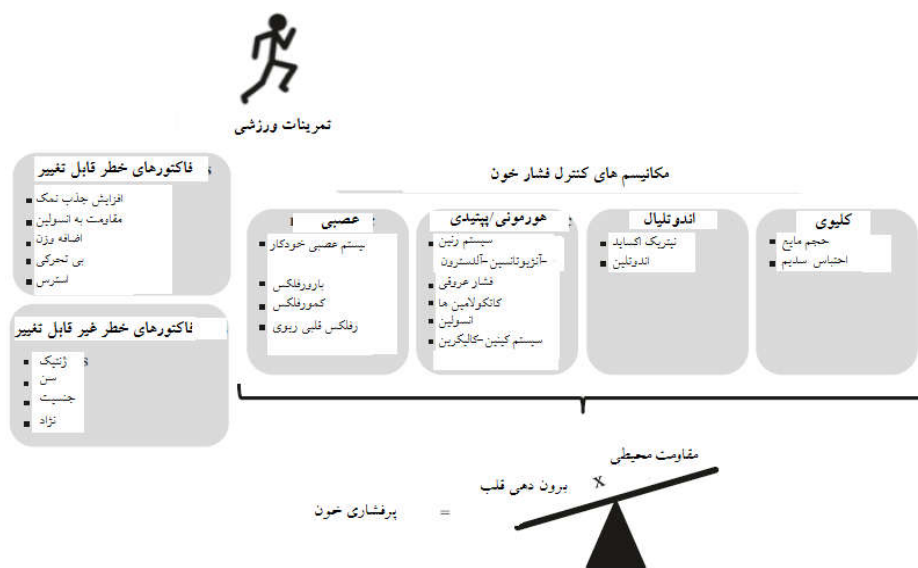 تمرینات ورزشی
مکانیسم های کنترل فشار خون
فاکتورهای خطر قابل تغییر
افزایش جذب نمک
مقاومت به انسولین
اضافه وزن
بی تحرکی
استرس
فاکتورهای خطر غیر قابل تغییر
ژنتیک
سن
جنسیت
نژاد
عصبی
یستم عصبی خودکار
بارورفلکس
کمورفلکس
رفلکس قلبی ریوی
هورمونی/پپتیدی
سیستم رنین
-آنژیوتانسین-آلدسترون
فشار عروقی
کاتکولامین ها
انسولین
سیستم کینین-کالیکرین
اندوتلیال
نیتریک اکساید
اندوتلین
کلیوی
حجم مایع
احتباس سدیم
مقاومت محیطی
x
برون دهی قلب
=
پرفشاری خون